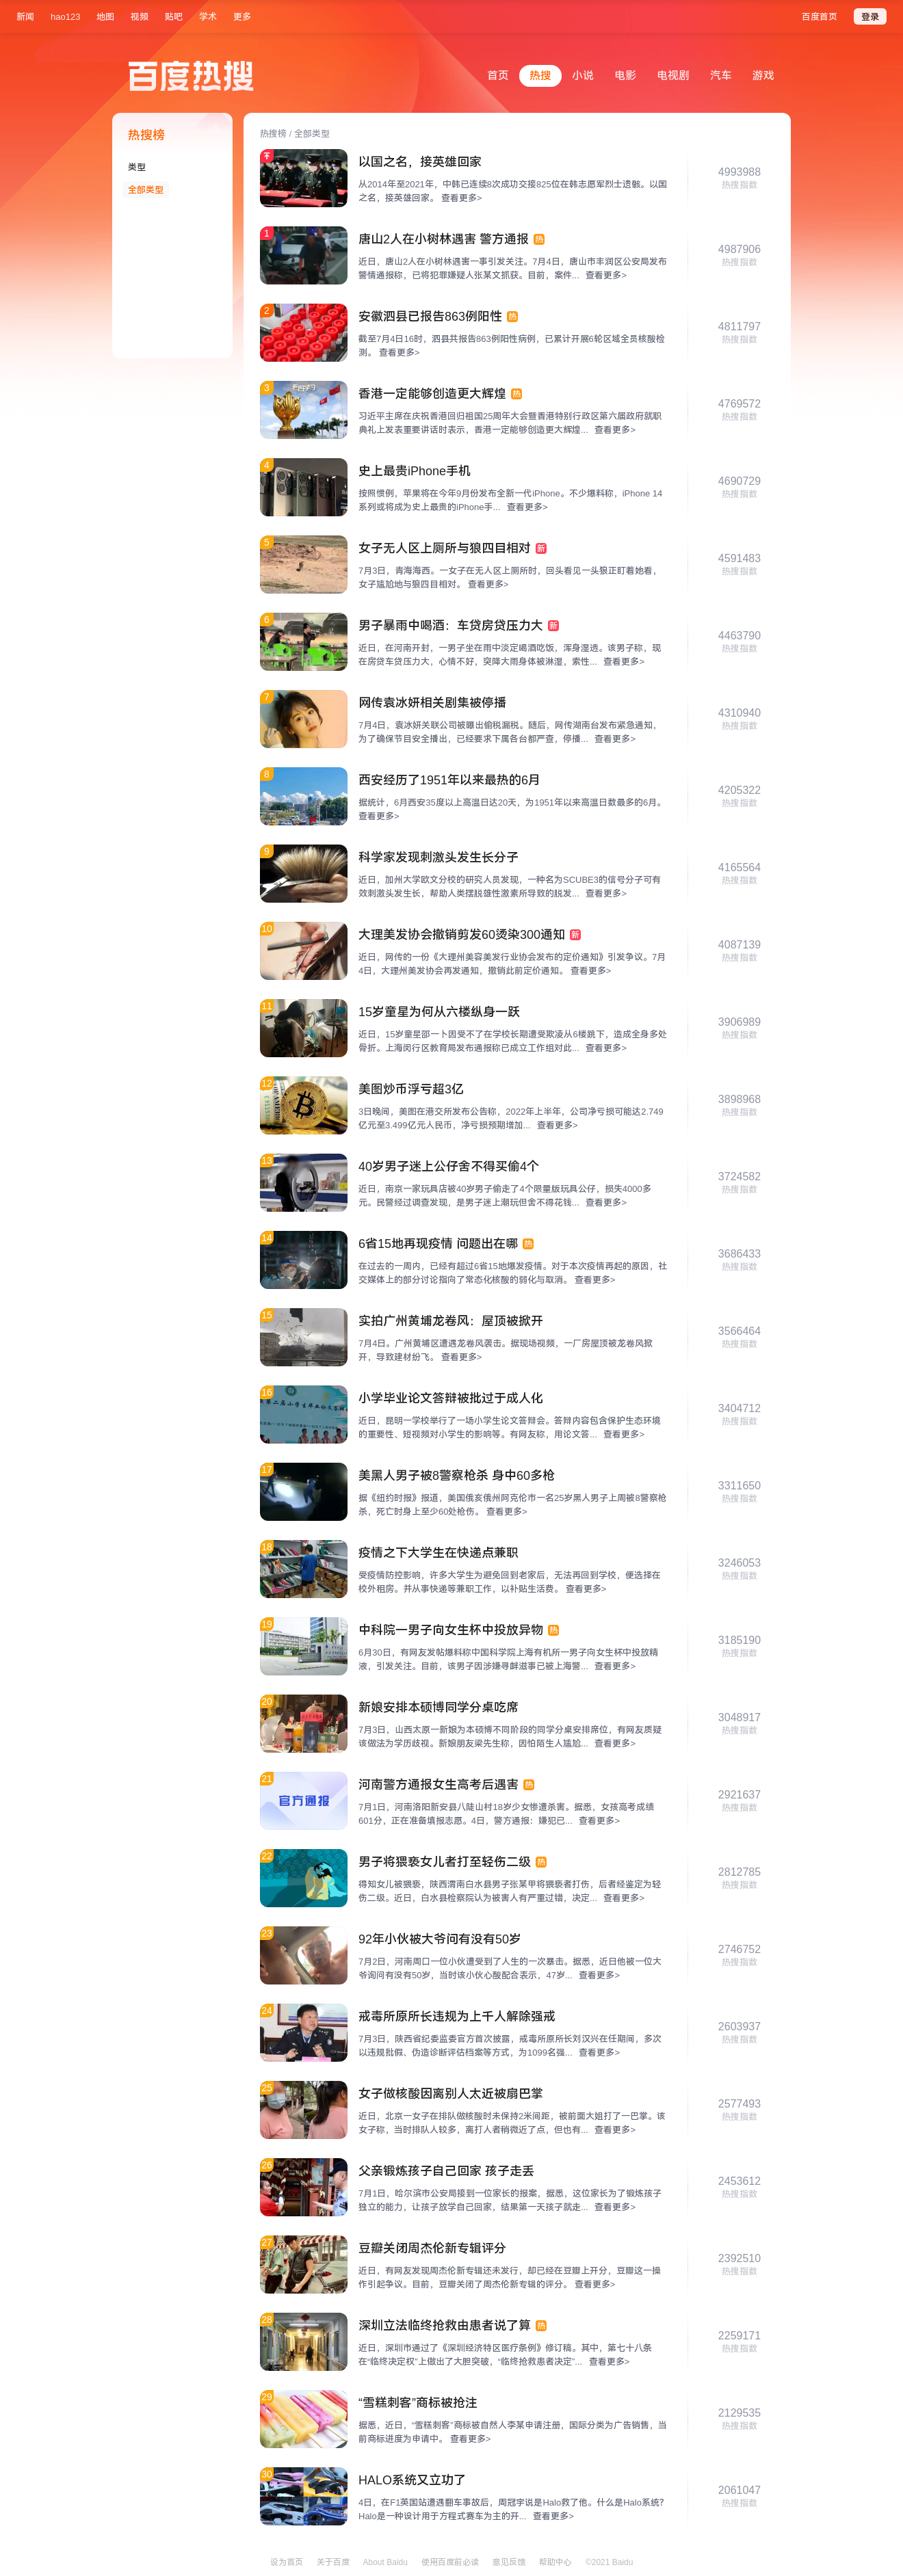 新闻 hao123 地图 视频 贴吧 学术 更多 百度首页 登录
百度热搜
首页 热搜 小说 电影 电视剧 汽车 游戏
热搜榜
类型
全部类型
热搜榜 / 全部类型
以国之名，接英雄回家
从2014年至2021年，中韩已连续8次成功交接825位在韩志愿军烈士遗骸。以国
之名，接英雄回家。 查看更多>
4993988
热搜指数
1
唐山2人在小树林遇害 警方通报 热
近日，唐山2人在小树林遇害一事引发关注。7月4日，唐山市丰润区公安局发布
警情通报称，已将犯罪嫌疑人张某文抓获。目前，案件... 查看更多>
4987906
热搜指数
2
安徽泗县已报告863例阳性 热
截至7月4日16时，泗县共报告863例阳性病例，已累计开展6轮区域全员核酸检
测。 查看更多>
4811797
热搜指数
3
香港一定能够创造更大辉煌 热
习近平主席在庆祝香港回归祖国25周年大会暨香港特别行政区第六届政府就职
典礼上发表重要讲话时表示，香港一定能够创造更大辉煌... 查看更多>
4769572
热搜指数
4
史上最贵iPhone手机
按照惯例，苹果将在今年9月份发布全新一代iPhone。不少爆料称，iPhone 14
系列或将成为史上最贵的iPhone手... 查看更多>
4690729
热搜指数
5
女子无人区上厕所与狼四目相对 新
7月3日，青海海西。一女子在无人区上厕所时，回头看见一头狼正盯着她看，
女子尴尬地与狼四目相对。 查看更多>
4591483
热搜指数
6
男子暴雨中喝酒：车贷房贷压力大 新
近日，在河南开封，一男子坐在雨中淡定喝酒吃饭，浑身湿透。该男子称，现
在房贷车贷压力大，心情不好，突降大雨身体被淋湿，索性... 查看更多>
4463790
热搜指数
7
网传袁冰妍相关剧集被停播
7月4日，袁冰妍关联公司被曝出偷税漏税。随后，网传湖南台发布紧急通知，
为了确保节目安全播出，已经要求下属各台都严查，停播... 查看更多>
4310940
热搜指数
8
西安经历了1951年以来最热的6月
据统计，6月西安35度以上高温日达20天，为1951年以来高温日数最多的6月。
查看更多>
4205322
热搜指数
9
科学家发现刺激头发生长分子
近日，加州大学欧文分校的研究人员发现，一种名为SCUBE3的信号分子可有
效刺激头发生长，帮助人类摆脱雄性激素所导致的脱发... 查看更多>
4165564
热搜指数
10
大理美发协会撤销剪发60烫染300通知 新
近日，网传的一份《大理州美容美发行业协会发布的定价通知》引发争议。7月
4日，大理州美发协会再发通知，撤销此前定价通知。 查看更多>
4087139
热搜指数
11
15岁童星为何从六楼纵身一跃
近日，15岁童星邵一卜因受不了在学校长期遭受欺凌从6楼跳下，造成全身多处
骨折。上海闵行区教育局发布通报称已成立工作组对此... 查看更多>
3906989
热搜指数
12
美图炒币浮亏超3亿
3日晚间，美图在港交所发布公告称，2022年上半年，公司净亏损可能达2.749
亿元至3.499亿元人民币，净亏损预期增加... 查看更多>
3898968
热搜指数
13
40岁男子迷上公仔舍不得买偷4个
近日，南京一家玩具店被40岁男子偷走了4个限量版玩具公仔，损失4000多
元。民警经过调查发现，是男子迷上潮玩但舍不得花钱... 查看更多>
3724582
热搜指数
14
6省15地再现疫情 问题出在哪 热
在过去的一周内，已经有超过6省15地爆发疫情。对于本次疫情再起的原因，社
交媒体上的部分讨论指向了常态化核酸的弱化与取消。 查看更多>
3686433
热搜指数
15
实拍广州黄埔龙卷风：屋顶被掀开
7月4日。广州黄埔区遭遇龙卷风袭击。据现场视频，一厂房屋顶被龙卷风掀
开，导致建材纷飞。 查看更多>
3566464
热搜指数
16
小学毕业论文答辩被批过于成人化
近日，昆明一学校举行了一场小学生论文答辩会。答辩内容包含保护生态环境
的重要性、短视频对小学生的影响等。有网友称，用论文答... 查看更多>
3404712
热搜指数
17
美黑人男子被8警察枪杀 身中60多枪
据《纽约时报》报道，美国俄亥俄州阿克伦市一名25岁黑人男子上周被8警察枪
杀，死亡时身上至少60处枪伤。 查看更多>
3311650
热搜指数
18
疫情之下大学生在快递点兼职
受疫情防控影响，许多大学生为避免回到老家后，无法再回到学校，便选择在
校外租房。并从事快递等兼职工作，以补贴生活费。 查看更多>
3246053
热搜指数
19
中科院一男子向女生杯中投放异物 热
6月30日，有网友发帖爆料称中国科学院上海有机所一男子向女生杯中投放精
液，引发关注。目前，该男子因涉嫌寻衅滋事已被上海警... 查看更多>
3185190
热搜指数
20
新娘安排本硕博同学分桌吃席
7月3日，山西太原一新娘为本硕博不同阶段的同学分桌安排席位，有网友质疑
该做法为学历歧视。新娘朋友梁先生称，因怕陌生人尴尬... 查看更多>
3048917
热搜指数
21
官方通报
河南警方通报女生高考后遇害 热
7月1日，河南洛阳新安县八陡山村18岁少女惨遭杀害。据悉，女孩高考成绩
601分，正在准备填报志愿。4日，警方通报：嫌犯已... 查看更多>
2921637
热搜指数
22
男子将猥亵女儿者打至轻伤二级 热
得知女儿被猥亵，陕西渭南白水县男子张某甲将猥亵者打伤，后者经鉴定为轻
伤二级。近日，白水县检察院认为被害人有严重过错，决定... 查看更多>
2812785
热搜指数
23
92年小伙被大爷问有没有50岁
7月2日，河南周口一位小伙遭受到了人生的一次暴击。据悉，近日他被一位大
爷询问有没有50岁，当时该小伙心酸配合表示，47岁... 查看更多>
2746752
热搜指数
24
戒毒所原所长违规为上千人解除强戒
7月3日，陕西省纪委监委官方首次披露，戒毒所原所长刘汉兴在任期间，多次
以违规批假、伪造诊断评估档案等方式，为1099名强... 查看更多>
2603937
热搜指数
25
女子做核酸因离别人太近被扇巴掌
近日，北京一女子在排队做核酸时未保持2米间距，被前面大姐打了一巴掌。该
女子称，当时排队人较多，离打人者稍微近了点，但也有... 查看更多>
2577493
热搜指数
26
父亲锻炼孩子自己回家 孩子走丢
7月1日，哈尔滨市公安局接到一位家长的报案，据悉，这位家长为了锻炼孩子
独立的能力，让孩子放学自己回家，结果第一天孩子就走... 查看更多>
2453612
热搜指数
27
豆瓣关闭周杰伦新专辑评分
近日，有网友发现周杰伦新专辑还未发行，却已经在豆瓣上开分，豆瓣这一操
作引起争议。目前，豆瓣关闭了周杰伦新专辑的评分。 查看更多>
2392510
热搜指数
28
深圳立法临终抢救由患者说了算 热
近日，深圳市通过了《深圳经济特区医疗条例》修订稿。其中，第七十八条
在“临终决定权”上做出了大胆突破，“临终抢救患者决定”... 查看更多>
2259171
热搜指数
29
“雪糕刺客”商标被抢注
据悉，近日，“雪糕刺客”商标被自然人李某申请注册，国际分类为广告销售，当
前商标进度为申请中。 查看更多>
2129535
热搜指数
30
HALO系统又立功了
4日，在F1英国站遭遇翻车事故后，周冠宇说是Halo救了他。什么是Halo系统?
Halo是一种设计用于方程式赛车为主的开... 查看更多>
2061047
热搜指数
设为首页 关于百度 About Baidu 使用百度前必读 意见反馈 帮助中心 ©2021 Baidu